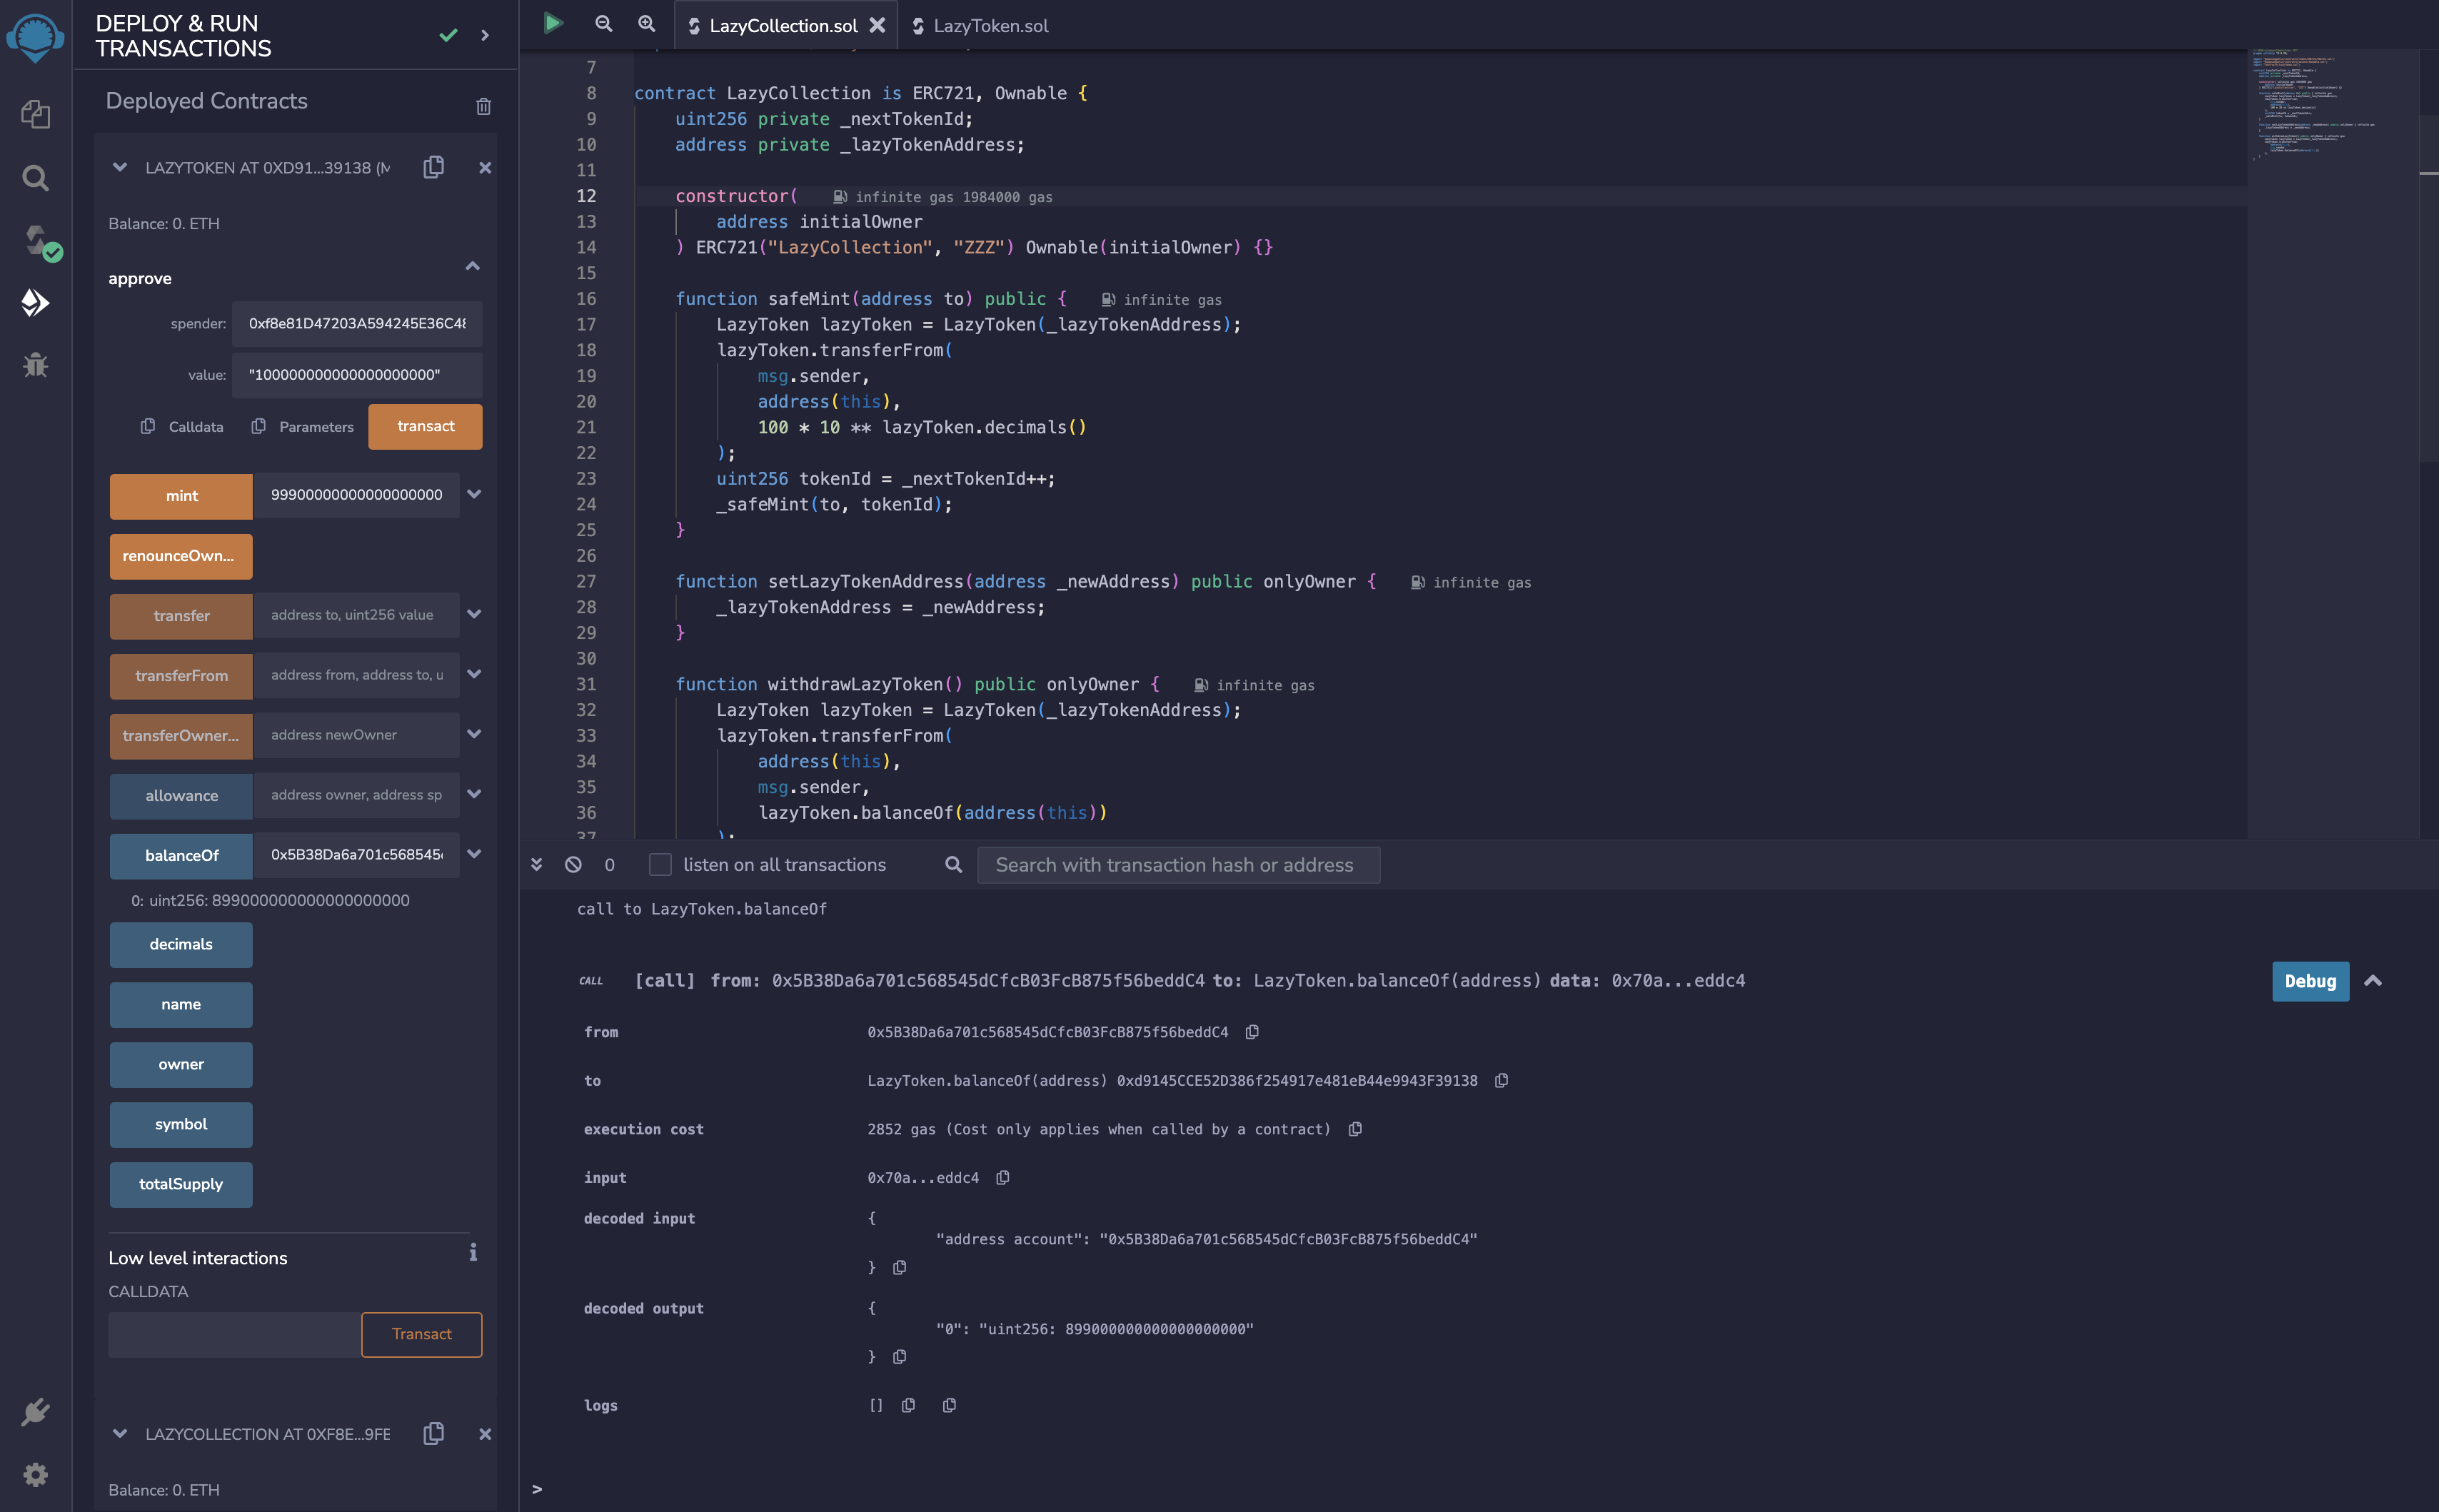 DEPLOY & RUN
TRANSACTIONS
Deployed Contracts
LAZYTOKEN AT 0XD91...39138 (M
Balance: 0. ETH
approve
spender: 0xf8e81D47203A594245E36C48
value: "100000000000000000000"
Calldata Parameters transact
mint 99900000000000000000
renounceOwn...
transfer address to, uint256 value
transferFrom address from, address to, u
transferOwner... address newOwner
allowance address owner, address sp
balanceOf 0x5B38Da6a701c568545
0: uint256: 899000000000000000000
decimals
name
owner
symbol
totalSupply
Low level interactions
CALLDATA
Transact
LAZYCOLLECTION AT 0XF8E...9FE
Balance: 0. ETH
LazyCollection.sol LazyToken.sol
7
8 contract LazyCollection is ERC721, Ownable {
9 uint256 private _nextTokenId;
10 address private _lazyTokenAddress;
11
12 constructor( infinite gas 1984000 gas
13 address initialOwner
14 ) ERC721("LazyCollection", "ZZZ") Ownable(initialOwner) {}
15
16 function safeMint(address to) public { infinite gas
17 LazyToken lazyToken = LazyToken(_lazyTokenAddress);
18 lazyToken.transferFrom(
19 msg.sender,
20 address(this),
21 100 * 10 ** lazyToken.decimals()
22 );
23 uint256 tokenId = _nextTokenId++;
24 _safeMint(to, tokenId);
25 }
26
27 function setLazyTokenAddress(address _newAddress) public onlyOwner { infinite gas
28 _lazyTokenAddress = _newAddress;
29 }
30
31 function withdrawLazyToken() public onlyOwner { infinite gas
32 LazyToken lazyToken = LazyToken(_lazyTokenAddress);
33 lazyToken.transferFrom(
34 address(this),
35 msg.sender,
36 lazyToken.balanceOf(address(this))
37 );
0 listen on all transactions Search with transaction hash or address
call to LazyToken.balanceOf
CALL [call] from: 0x5B38Da6a701c568545dCfcB03FcB875f56beddC4 to: LazyToken.balanceOf(address) data: 0x70a...eddc4 Debug
from 0x5B38Da6a701c568545dCfcB03FcB875f56beddC4
to LazyToken.balanceOf(address) 0xd9145CCE52D386f254917e481eB44e9943F39138
execution cost 2852 gas (Cost only applies when called by a contract)
input 0x70a...eddc4
decoded input {
"address account": "0x5B38Da6a701c568545dCfcB03FcB875f56beddC4"
}
decoded output {
"0": "uint256: 899000000000000000000"
}
logs []
>